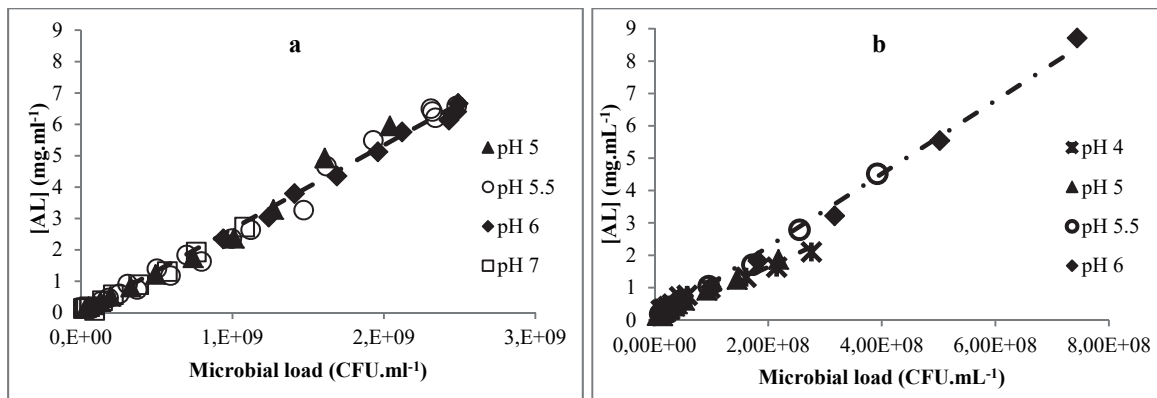 a
9
8
7
6
5
4
3
2
1
0
[AL] (mg.ml-1)
0,E+00
1,E+09
2,E+09
3,E+09
Microbial load (CFU.ml-1)
pH 5
pH 5.5
pH 6
pH 7
b
9
8
7
6
5
4
3
2
1
0
[AL] (mg.mL-1)
0,00E+00
2,00E+08
4,00E+08
6,00E+08
8,00E+08
Microbial load (CFU.mL-1)
pH 4
pH 5
pH 5.5
pH 6